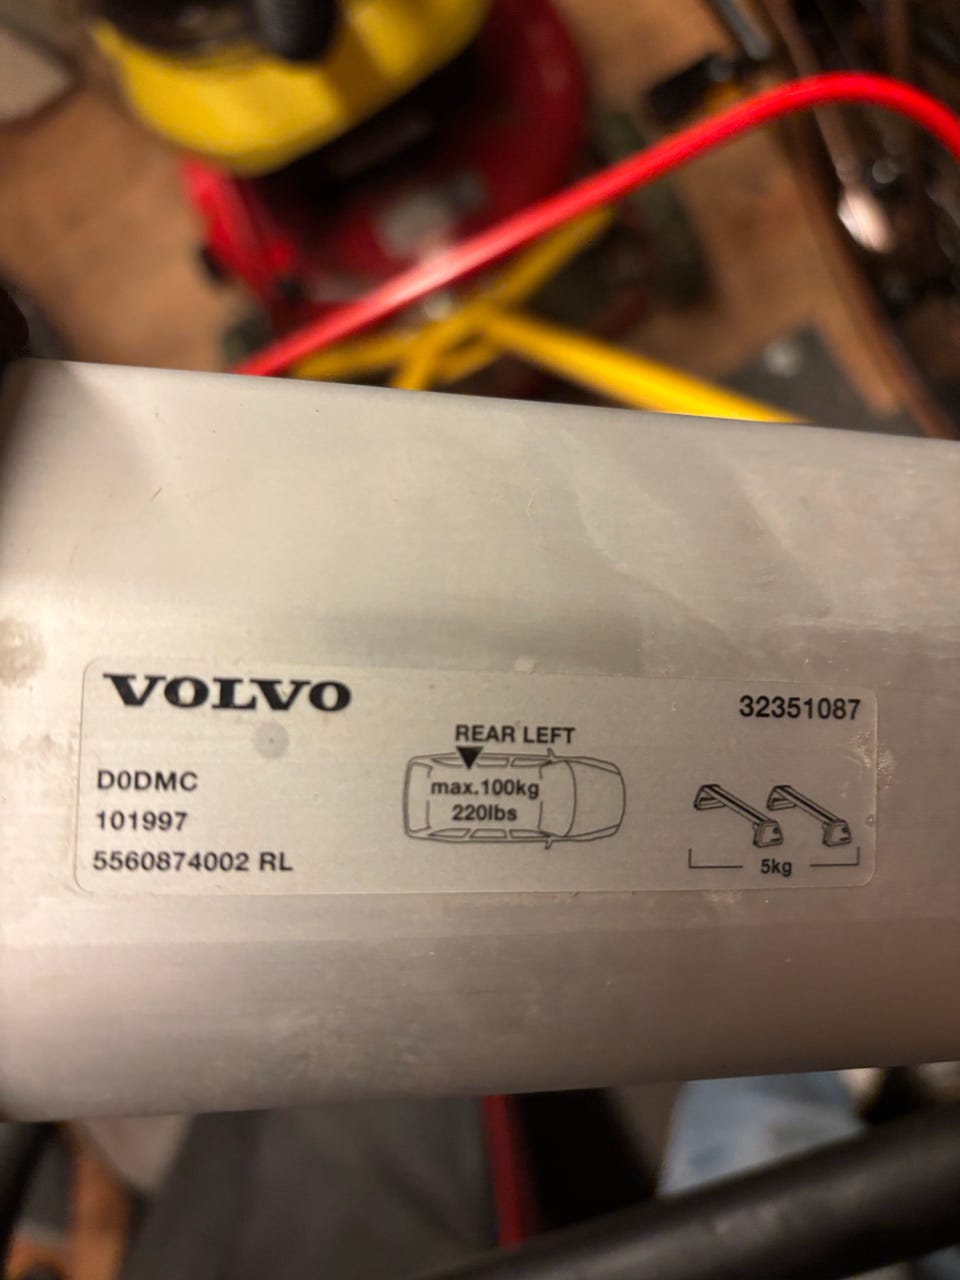 VOLVO
32351087
REAR LEFT
D0DMC
max.100kg
101997
220lbs
5560874002 RL
5kg